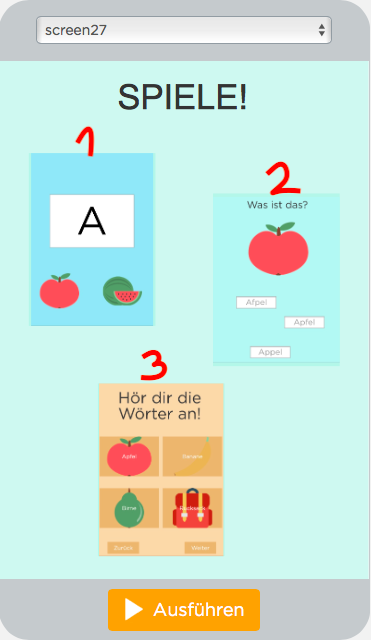 screen27
SPIELE!
1
A
2
Was ist das?
Afpel
Apfel
Appel
3
Hör dir die
Wörter an!
Apfel
Banane
Birne
Rucksack
Zurück
Weiter
Ausführen